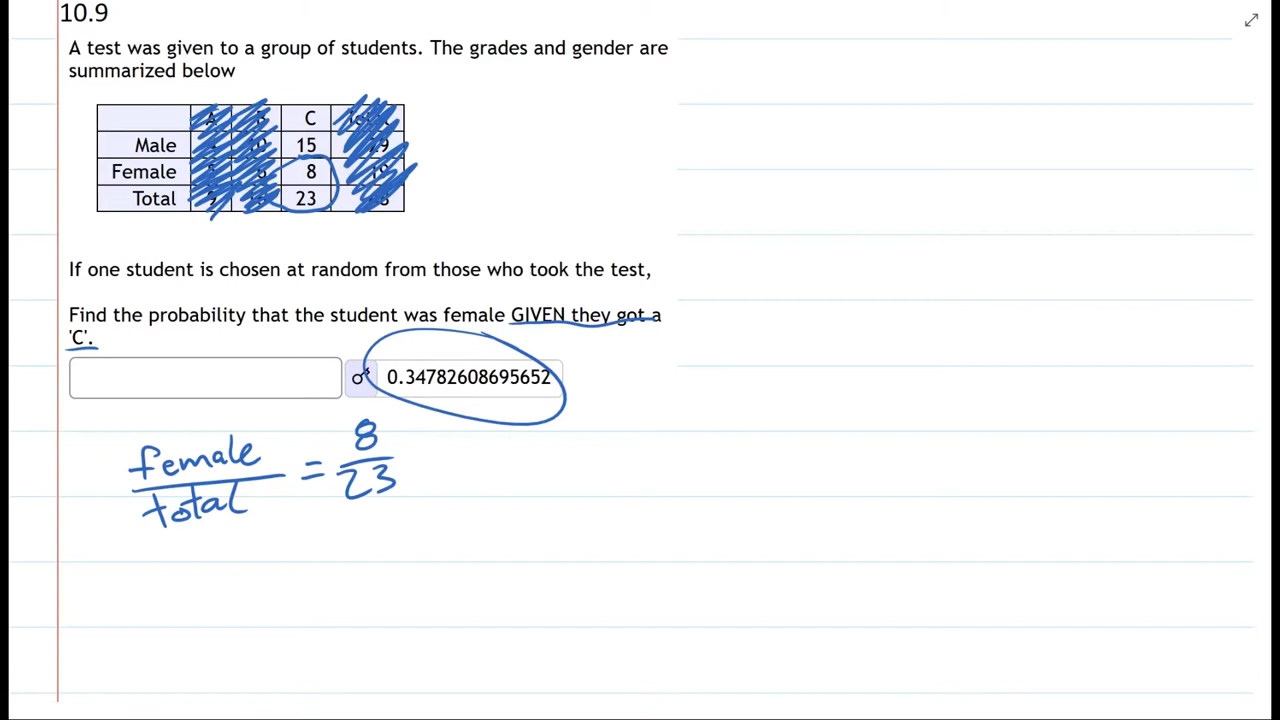 10.9
A test was given to a group of students. The grades and gender are
summarized below
C
Male 15
Female 8
Total 23
If one student is chosen at random from those who took the test,
Find the probability that the student was female GIVEN they got a
'C'.
0.34782608695652
female
total
= 8
23